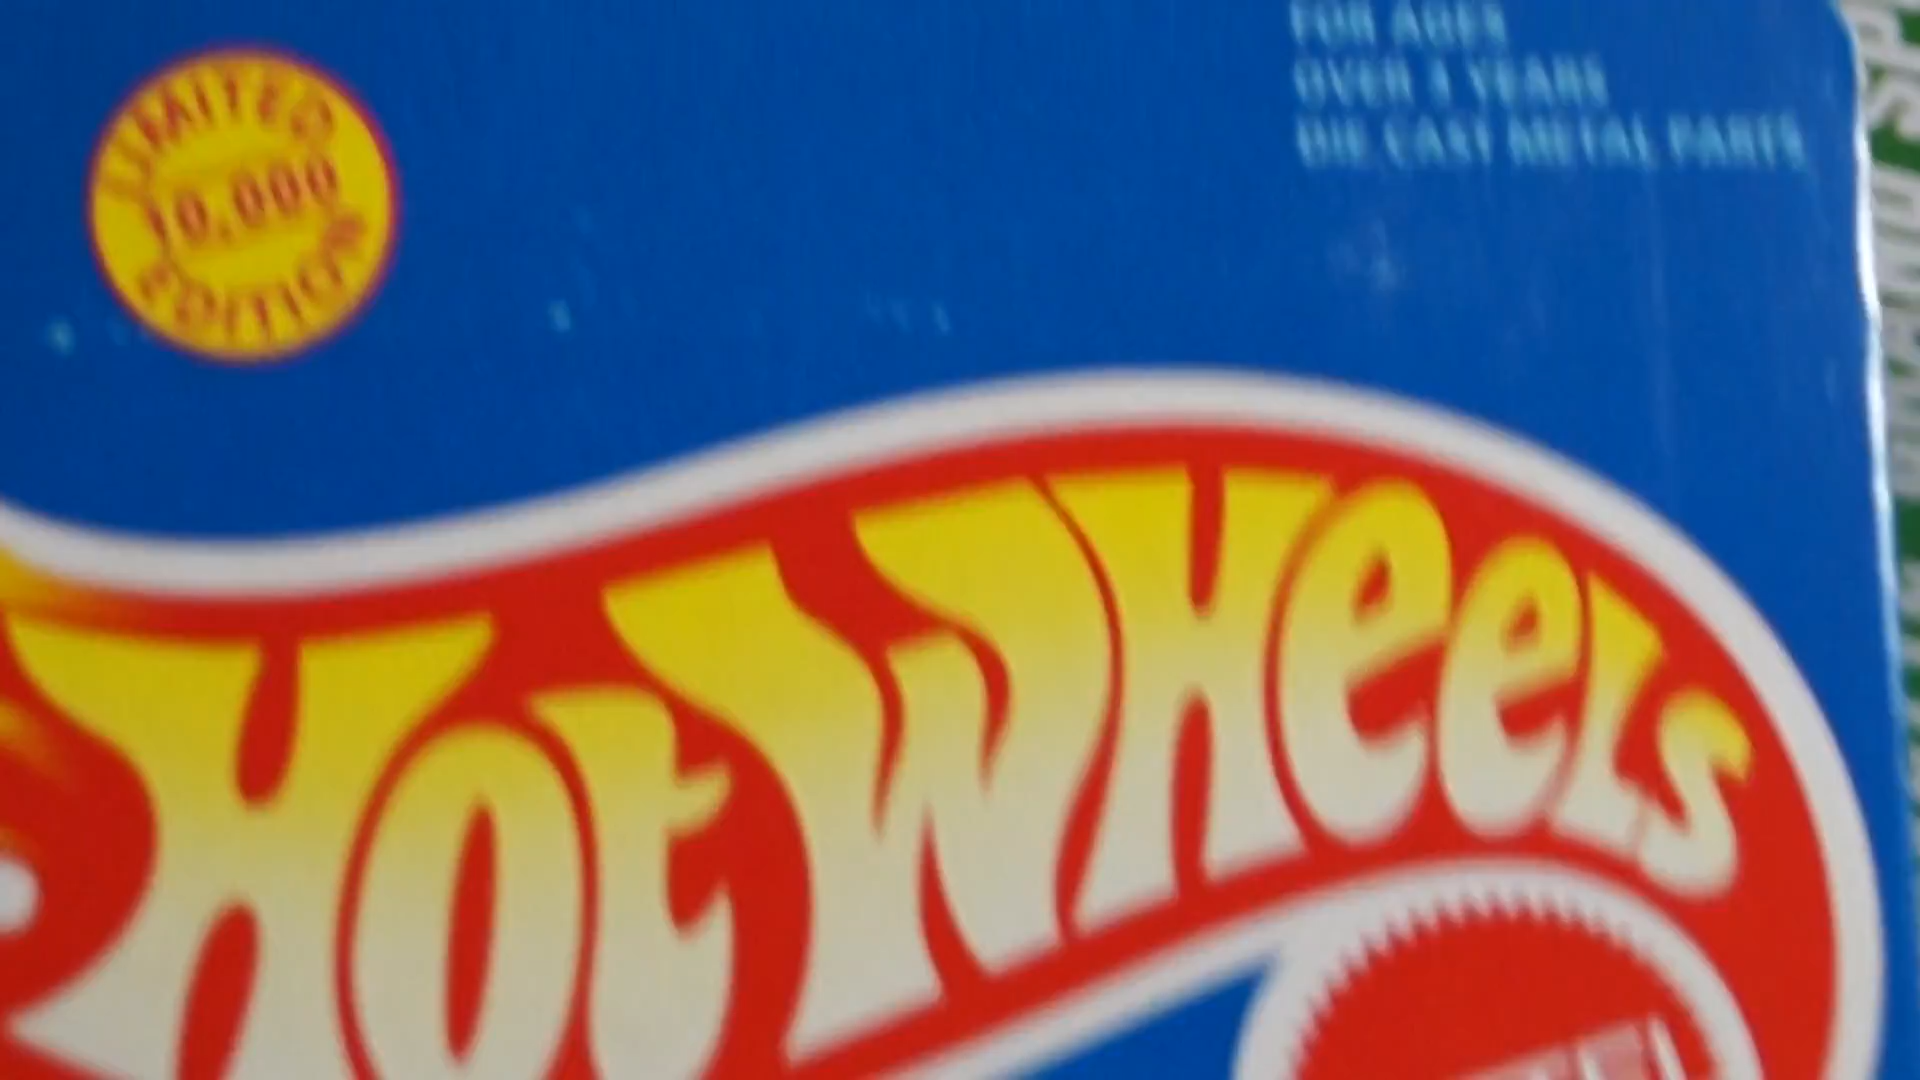 LIMITED
10,000
EDITION
FOR AGES
OVER 3 YEARS
DIE CAST METAL PARTS
Hot Wheels